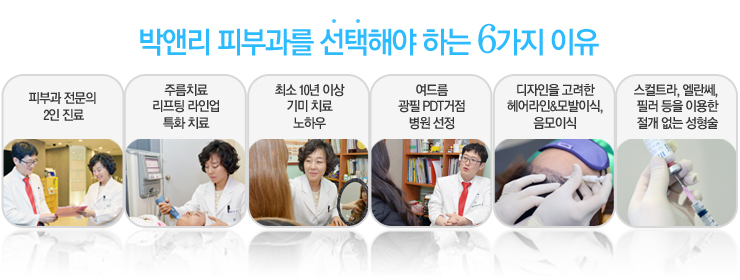 박앤리 피부과를 선택해야 하는 6가지 이유
피부과 전문의
2인 진료
주름치료
리프팅 라인업
특화 치료
최소 10년 이상
기미 치료
노하우
여드름
광필 PDT거점
병원 선정
디자인을 고려한
헤어라인&모발이식,
음모이식
스컬트라, 엘란쎄,
필러 등을 이용한
절개 없는 성형술